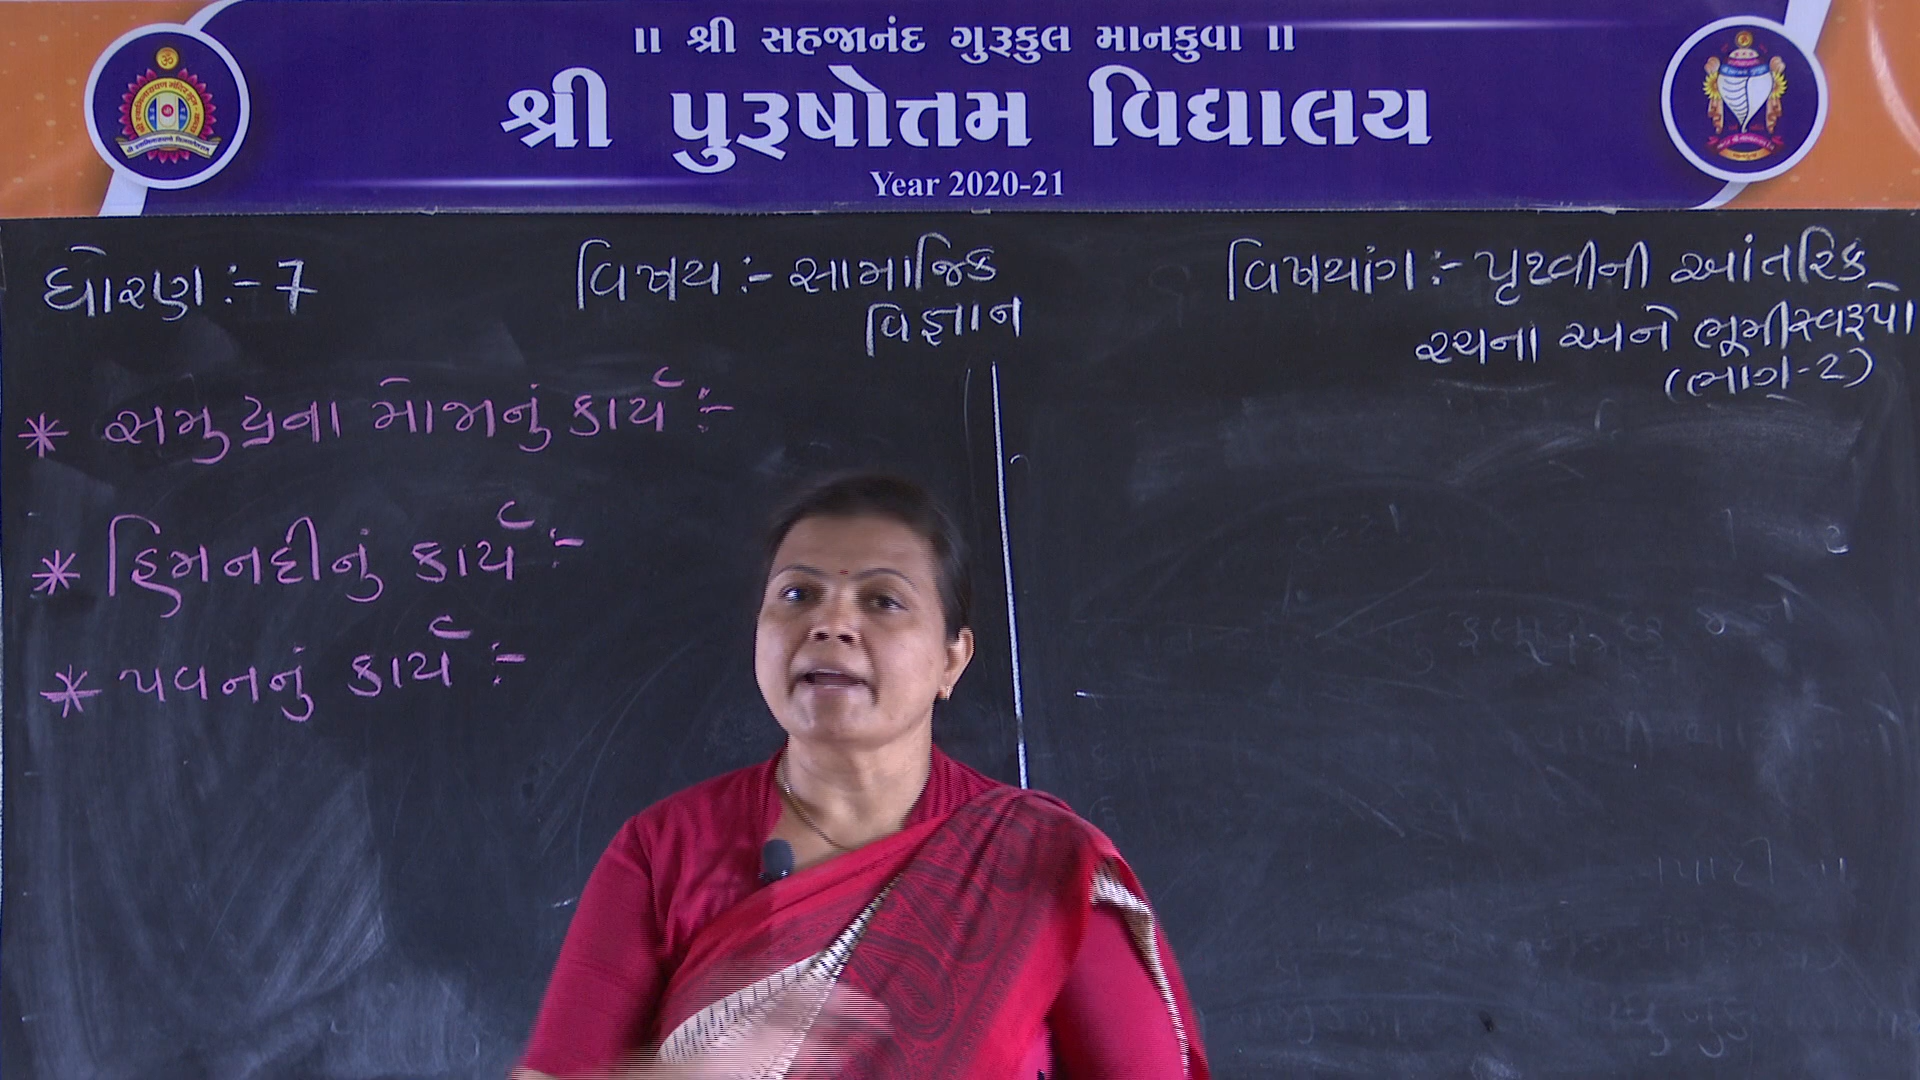 ॥ શ્રી સહજાનંદ ગુરૂકુલ માનકુવા ॥
શ્રી પુરૂષોત્તમ વિદ્યાલય
Year 2020-21
ધોરણ :- 7
વિષય :- સામાજિક
વિજ્ઞાન
વિષયાંગ :- પૃથ્વીની આંતરિક
રચના અને ભૂમીસ્વરૂપો
(ભાગ-2)
* સમુદ્રના મોજાનું કાર્ય :-
* હિમનદીનું કાર્ય :-
* પવનનું કાર્ય :-